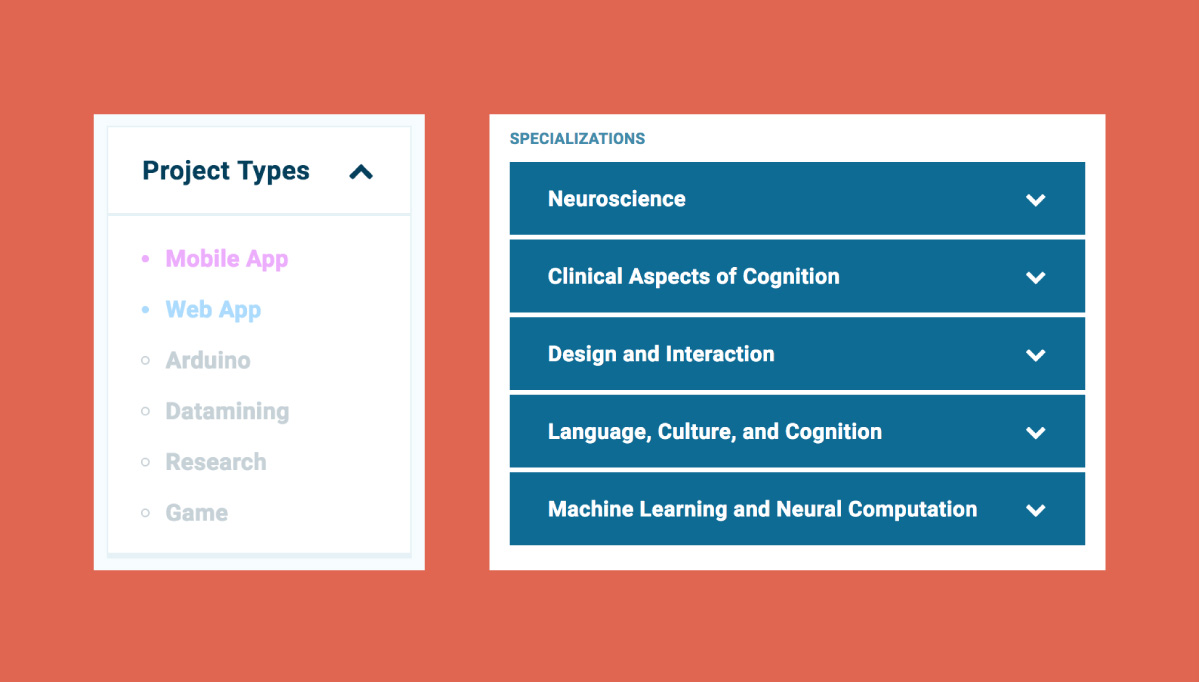 Project Types
Mobile App
Web App
Arduino
Datamining
Research
Game
SPECIALIZATIONS
Neuroscience
Clinical Aspects of Cognition
Design and Interaction
Language, Culture, and Cognition
Machine Learning and Neural Computation